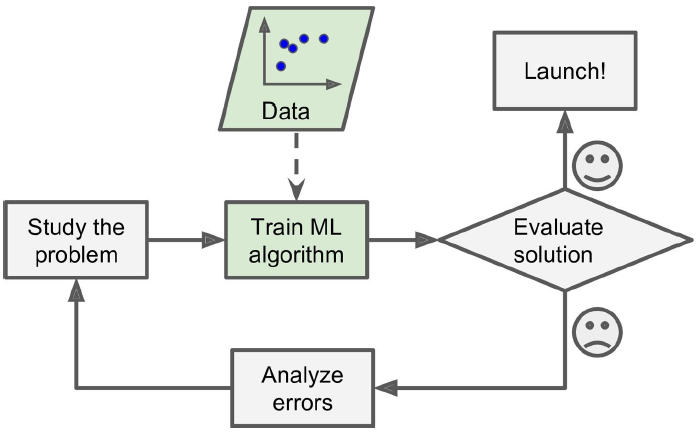 Data
Launch!
Study the
problem
Train ML
algorithm
Evaluate
solution
Analyze
errors